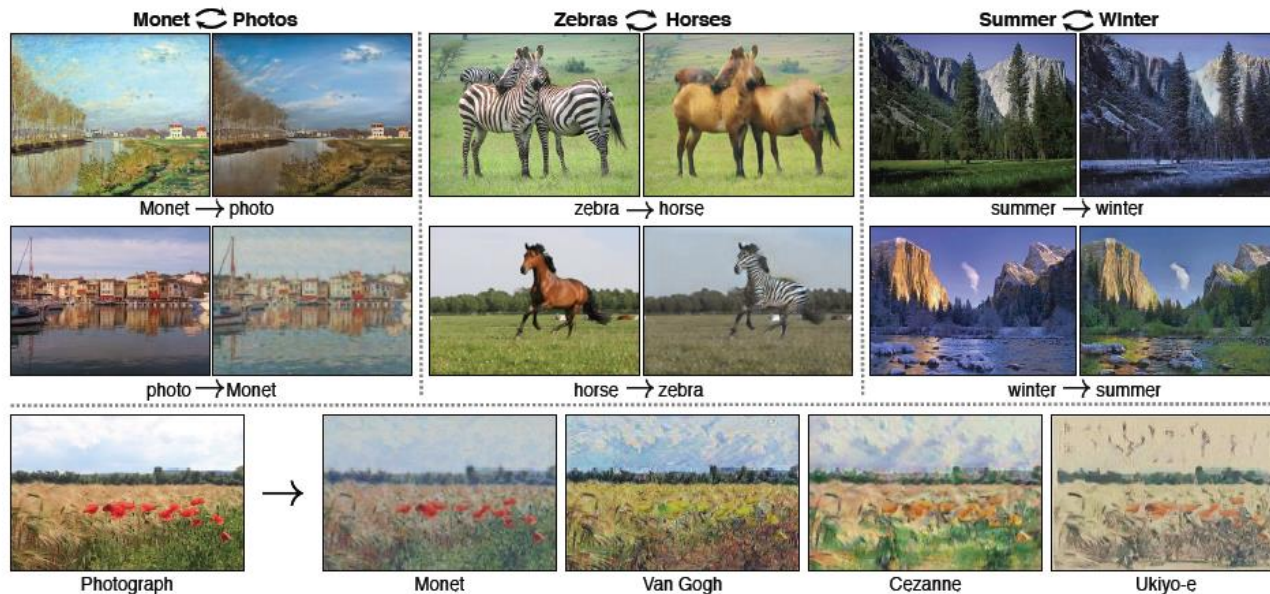 Monet ⇄ Photos
Zebras ⇄ Horses
Summer ⇄ Winter
Monet → photo
zebra → horse
summer → winter
photo → Monet
horse → zebra
winter → summer
Photograph
Monet
Van Gogh
Cezanne
Ukiyo-e